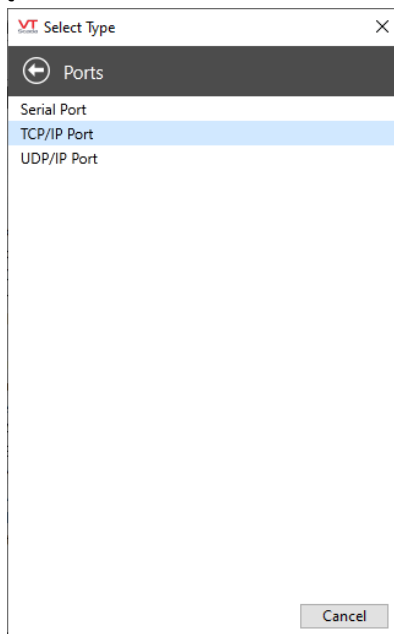 VT Select Type
Ports
Serial Port
TCP/IP Port
UDP/IP Port
Cancel